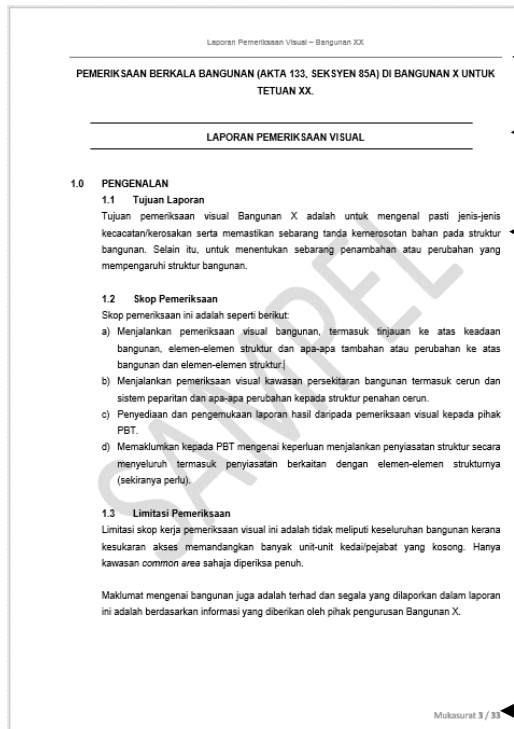 Laporan Pemeriksaan Visual – Bangunan XX
PEMERIKSAAN BERKALA BANGUNAN (AKTA 133, SEKSYEN 85A) DI BANGUNAN X UNTUK
TETUAN XX.
LAPORAN PEMERIKSAAN VISUAL
1.0 PENGENALAN
1.1 Tujuan Laporan
Tujuan pemeriksaan visual Bangunan X adalah untuk mengenal pasti jenis-jenis
kecacatan/kerosakan serta memastikan sebarang tanda kemerosotan bahan pada struktur
bangunan. Selain itu, untuk menentukan sebarang penambahan atau perubahan yang
mempengaruhi struktur bangunan.
1.2 Skop Pemeriksaan
Skop pemeriksaan ini adalah seperti berikut:
a) Menjalankan pemeriksaan visual bangunan, termasuk tinjauan ke atas keadaan
bangunan, elemen-elemen struktur dan apa-apa tambahan atau perubahan ke atas
bangunan dan elemen-elemen struktur.
b) Menjalankan pemeriksaan visual kawasan persekitaran bangunan termasuk cerun dan
sistem peparitan dan apa-apa perubahan kepada struktur penahan cerun.
c) Penyediaan dan pengemukaan laporan hasil daripada pemeriksaan visual kepada pihak
PBT.
d) Memaklumkan kepada PBT mengenai keperluan menjalankan penyiasatan struktur secara
menyeluruh termasuk penyiasatan berkaitan dengan elemen-elemen strukturnya
(sekiranya perlu).
1.3 Limitasi Pemeriksaan
Limitasi skop kerja pemeriksaan visual ini adalah tidak meliputi keseluruhan bangunan kerana
kesukaran akses memandangkan banyak unit-unit kedai/pejabat yang kosong. Hanya
kawasan common area sahaja diperiksa penuh.
Maklumat mengenai bangunan juga adalah terhad dan segala yang dilaporkan dalam laporan
ini adalah berdasarkan informasi yang diberikan oleh pihak pengurusan Bangunan X.
Mukasurat 3 / 33
SAMPEL